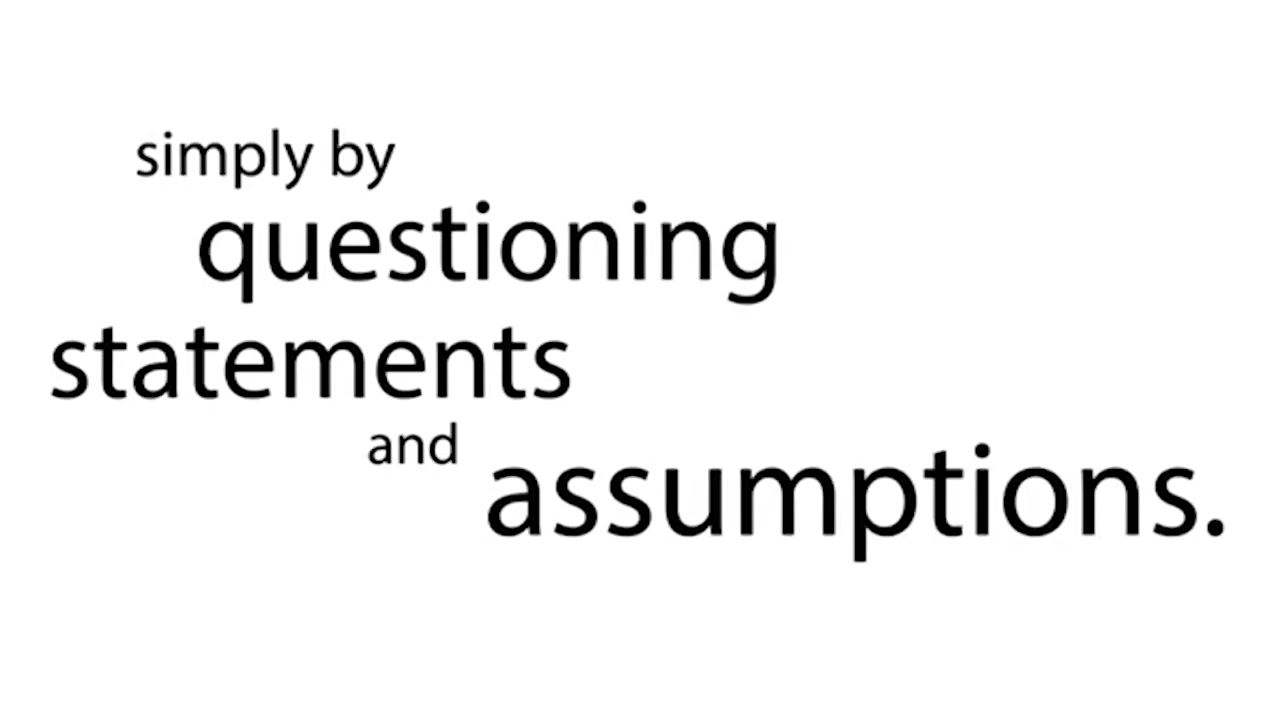 simply by
questioning
statements
and
assumptions.